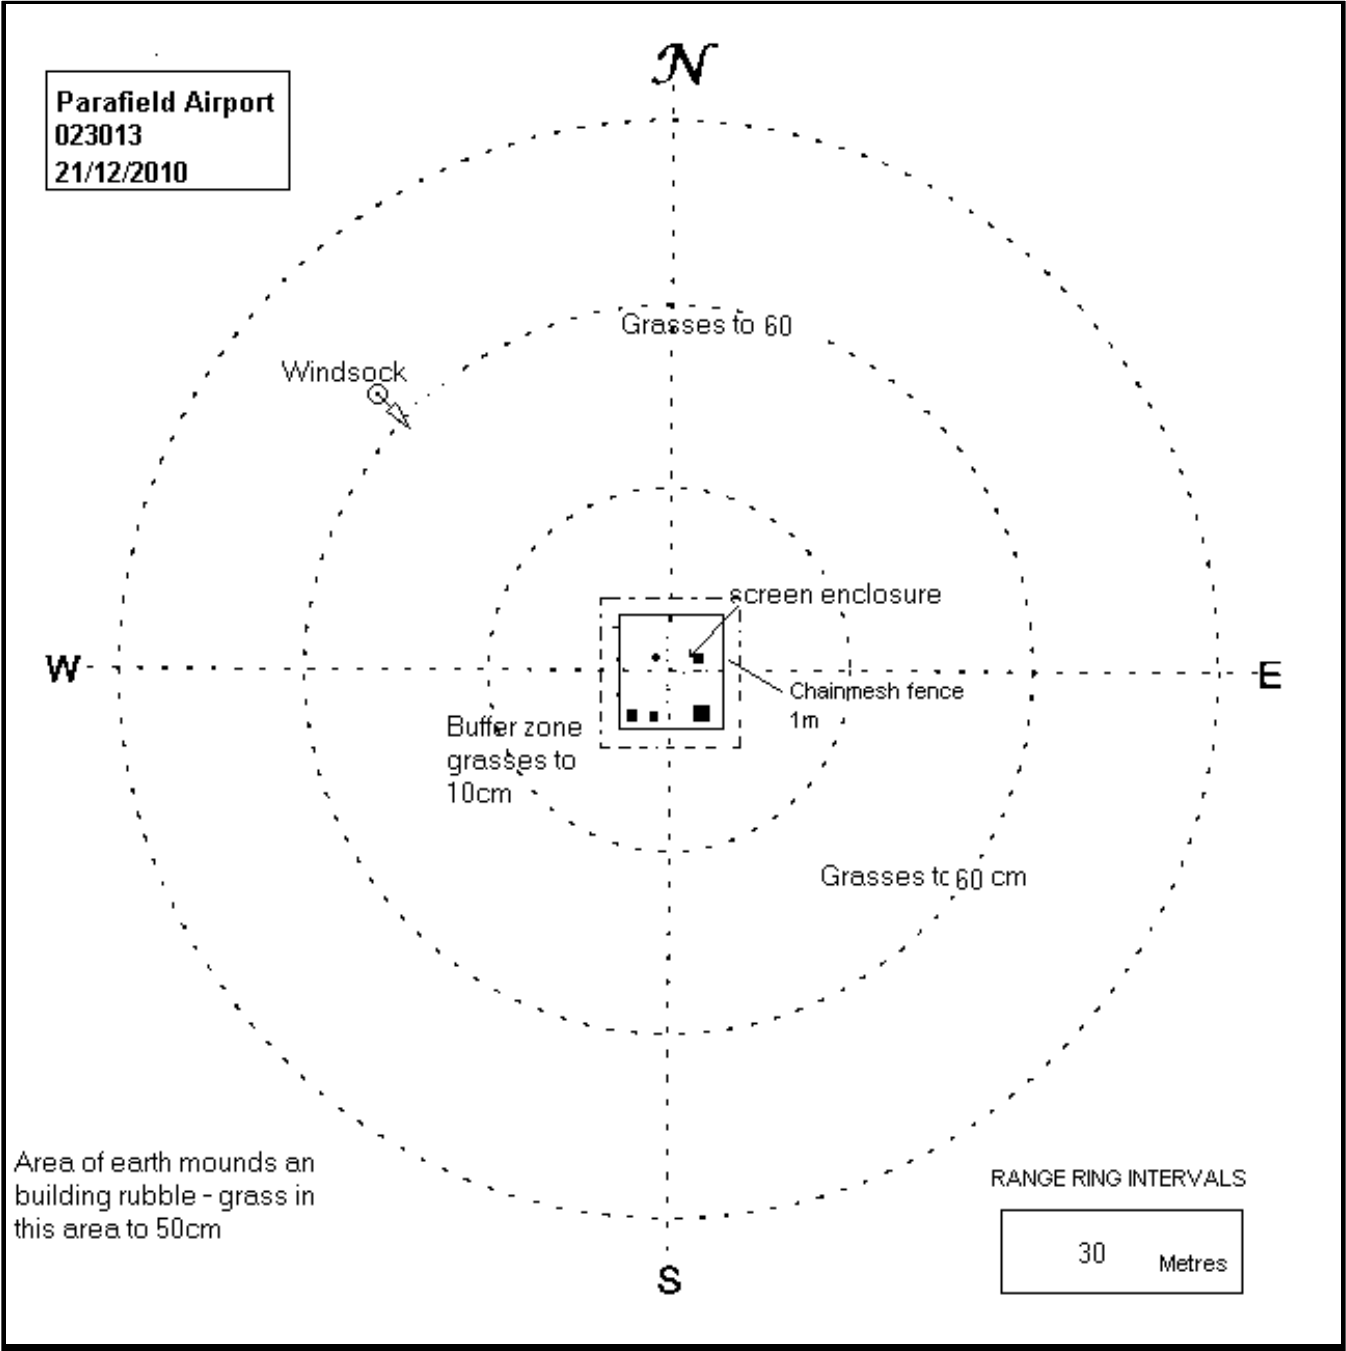 N
Parafield Airport
023013
21/12/2010
Grasses to 60
Windsock
screen enclosure
W
E
Chainmesh fence
1m
Buffer zone
grasses to
10cm
Grasses to 60 cm
Area of earth mounds an
building rubble - grass in
this area to 50cm
RANGE RING INTERVALS
30 Metres
S